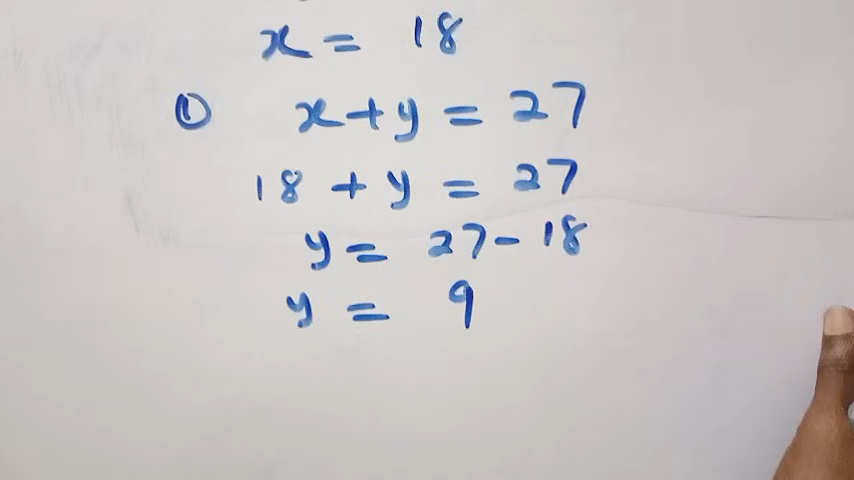 x = 18
① x + y = 27
18 + y = 27
y = 27 - 18
y = 9